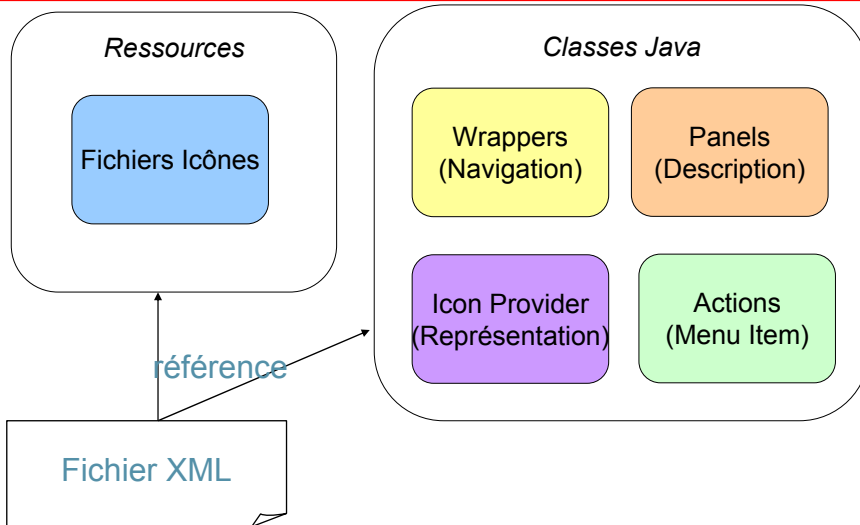 Ressources
Fichiers Icônes
Classes Java
Wrappers
(Navigation)
Panels
(Description)
Icon Provider
(Représentation)
Actions
(Menu Item)
référence
Fichier XML